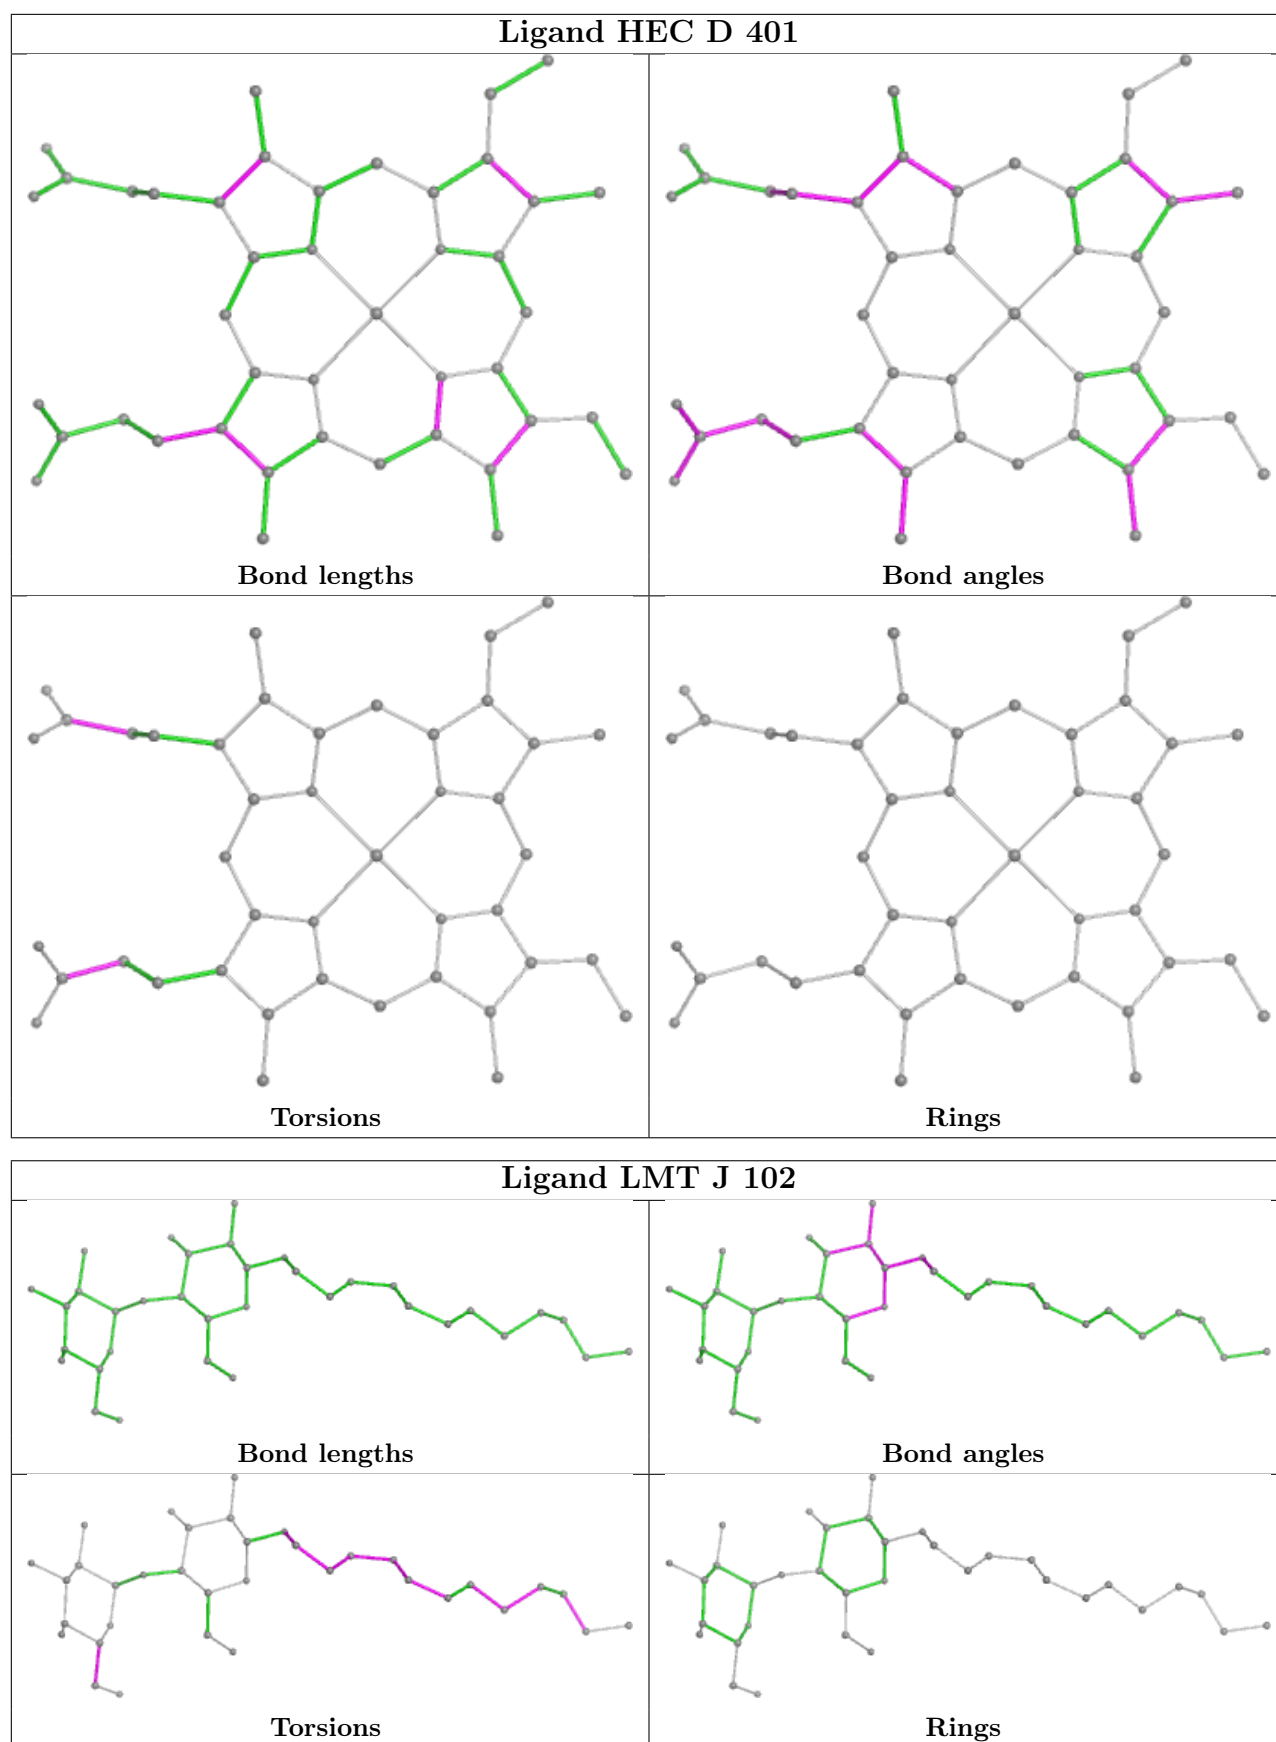 Ligand HEC D 401
Bond lengths
Bond angles
Torsions
Rings
Ligand LMT J 102
Bond lengths
Bond angles
Torsions
Rings